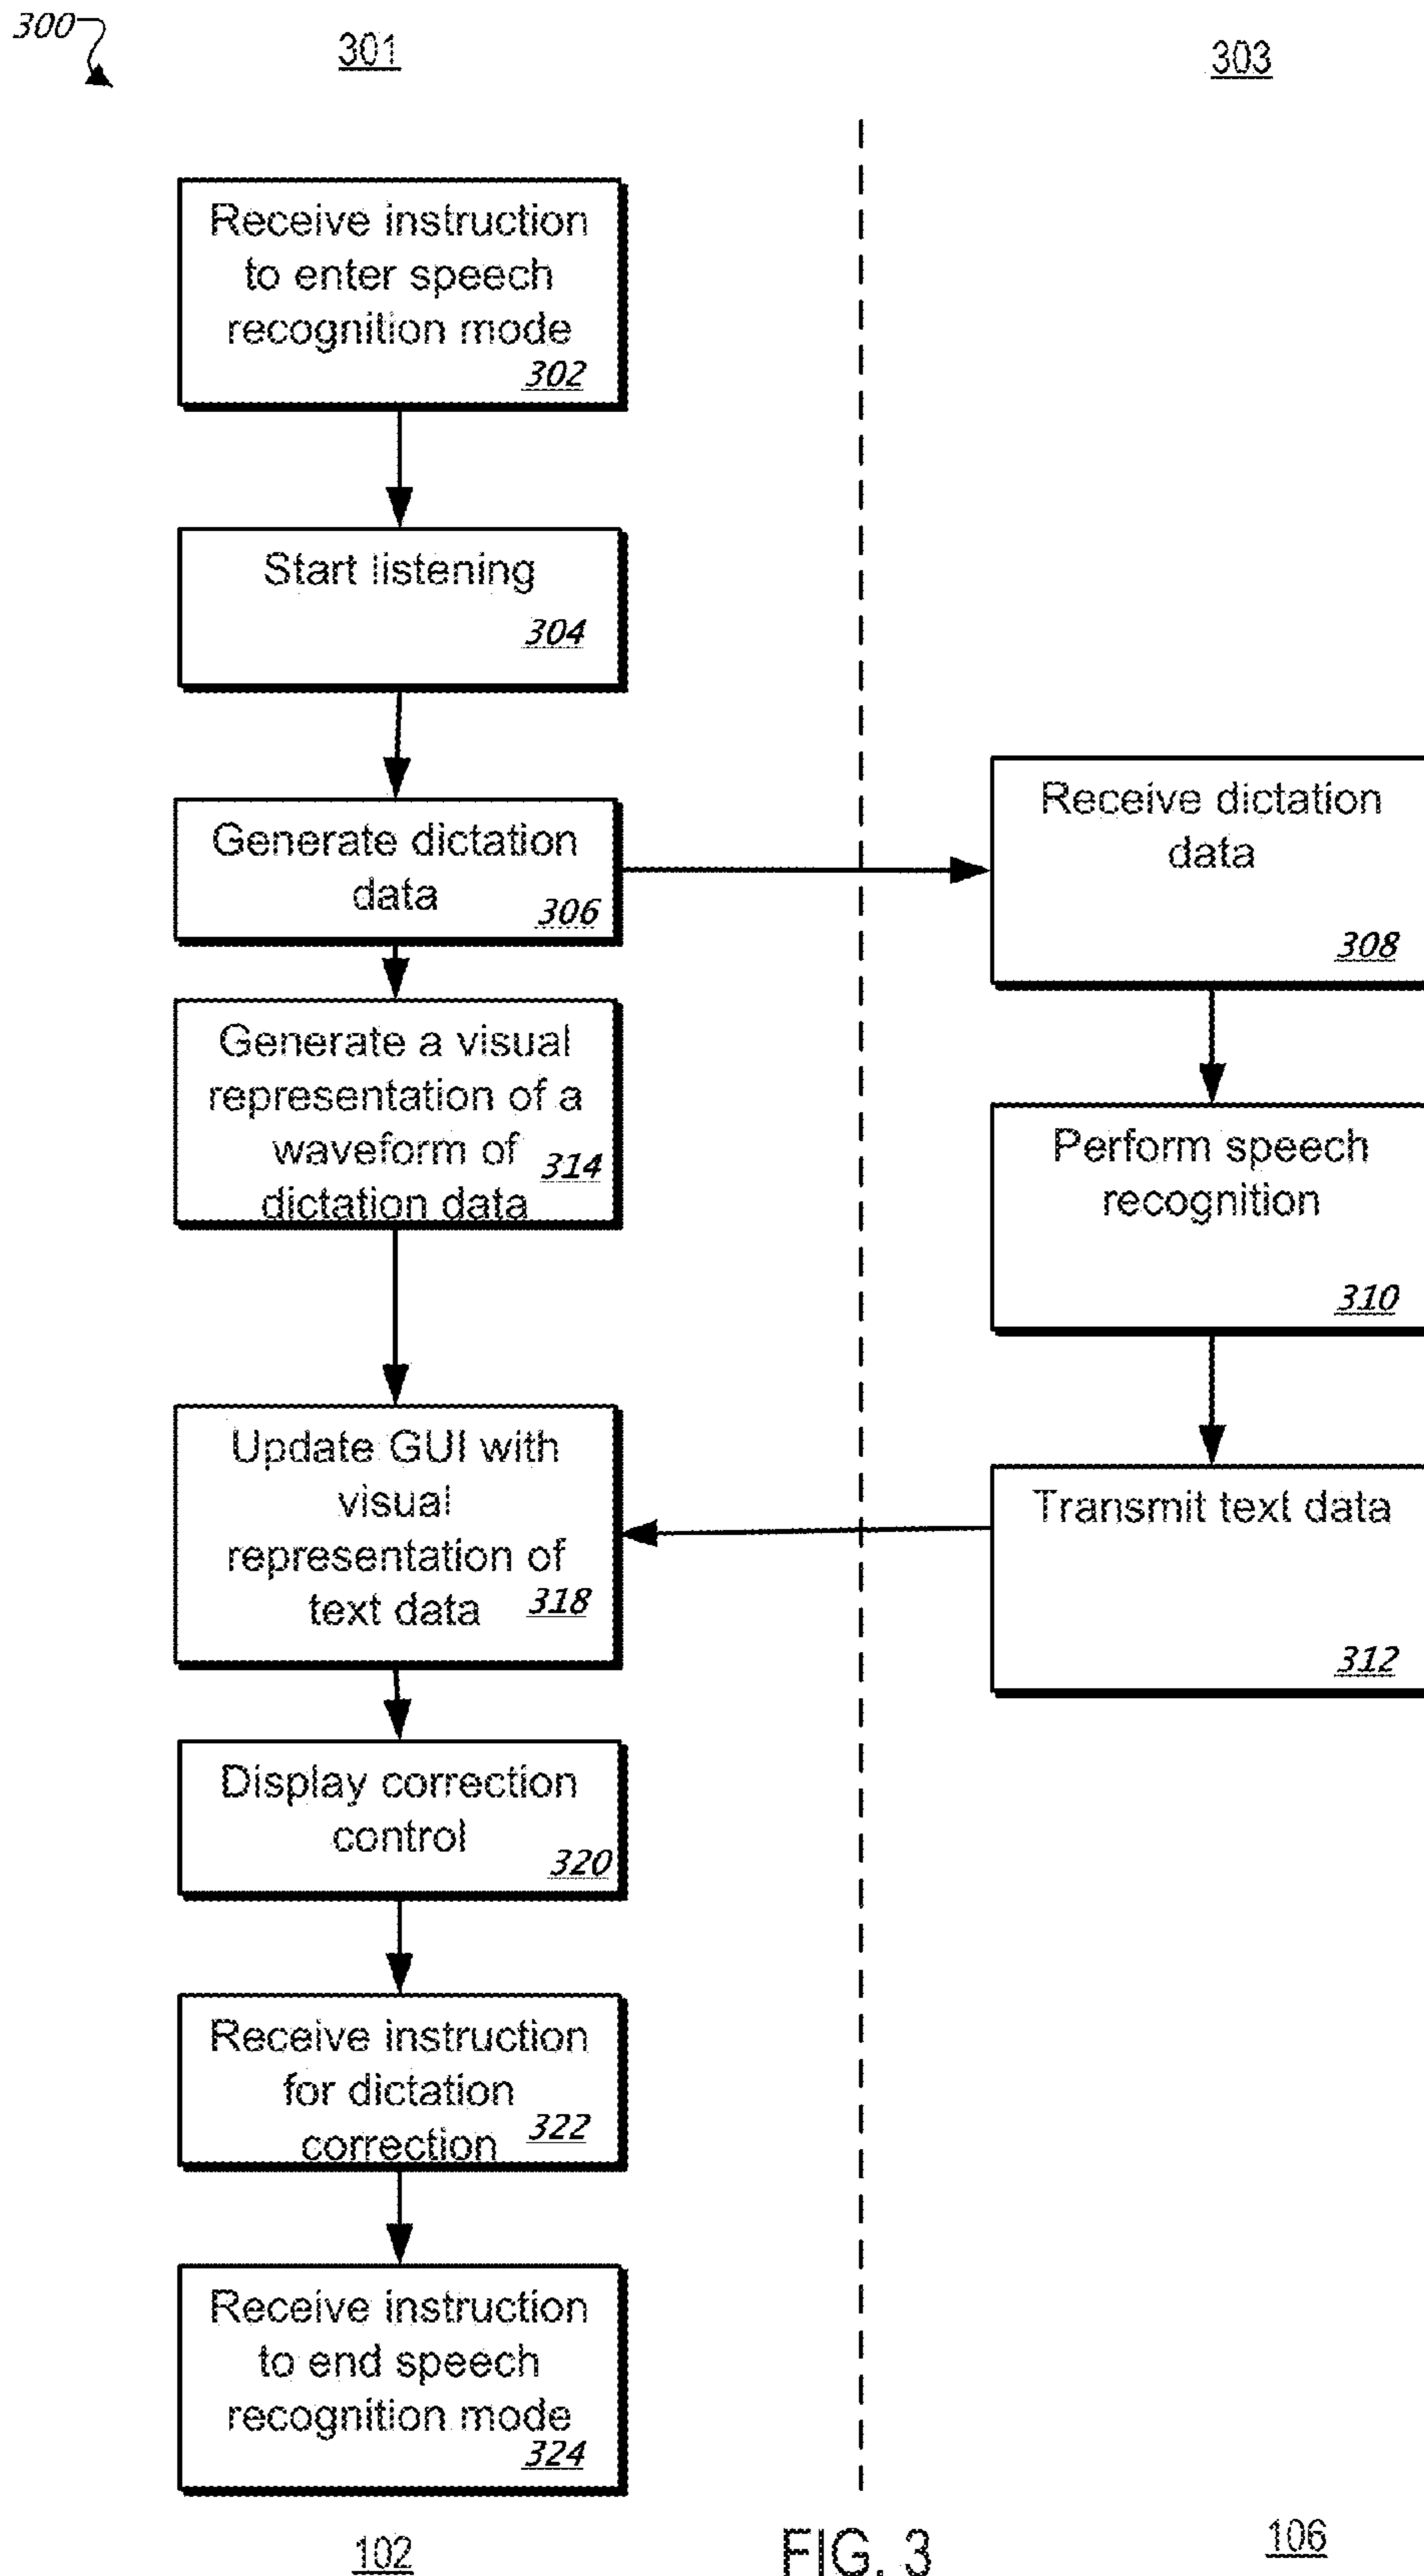 300
301
303
Receive instruction
to enter speech
recognition mode
302
Start listening
304
Generate dictation
data
306
Receive dictation
data
308
Generate a visual
representation of a
waveform of
314
dictation data
Perform speech
recognition
310
Update GUI with
visual
representation of
text data
318
Transmit text data
312
Display correction
control
320
Receive instruction
for dictation
correction
322
Receive instruction
to end speech
recognition mode
324
102
FIG. 3
106